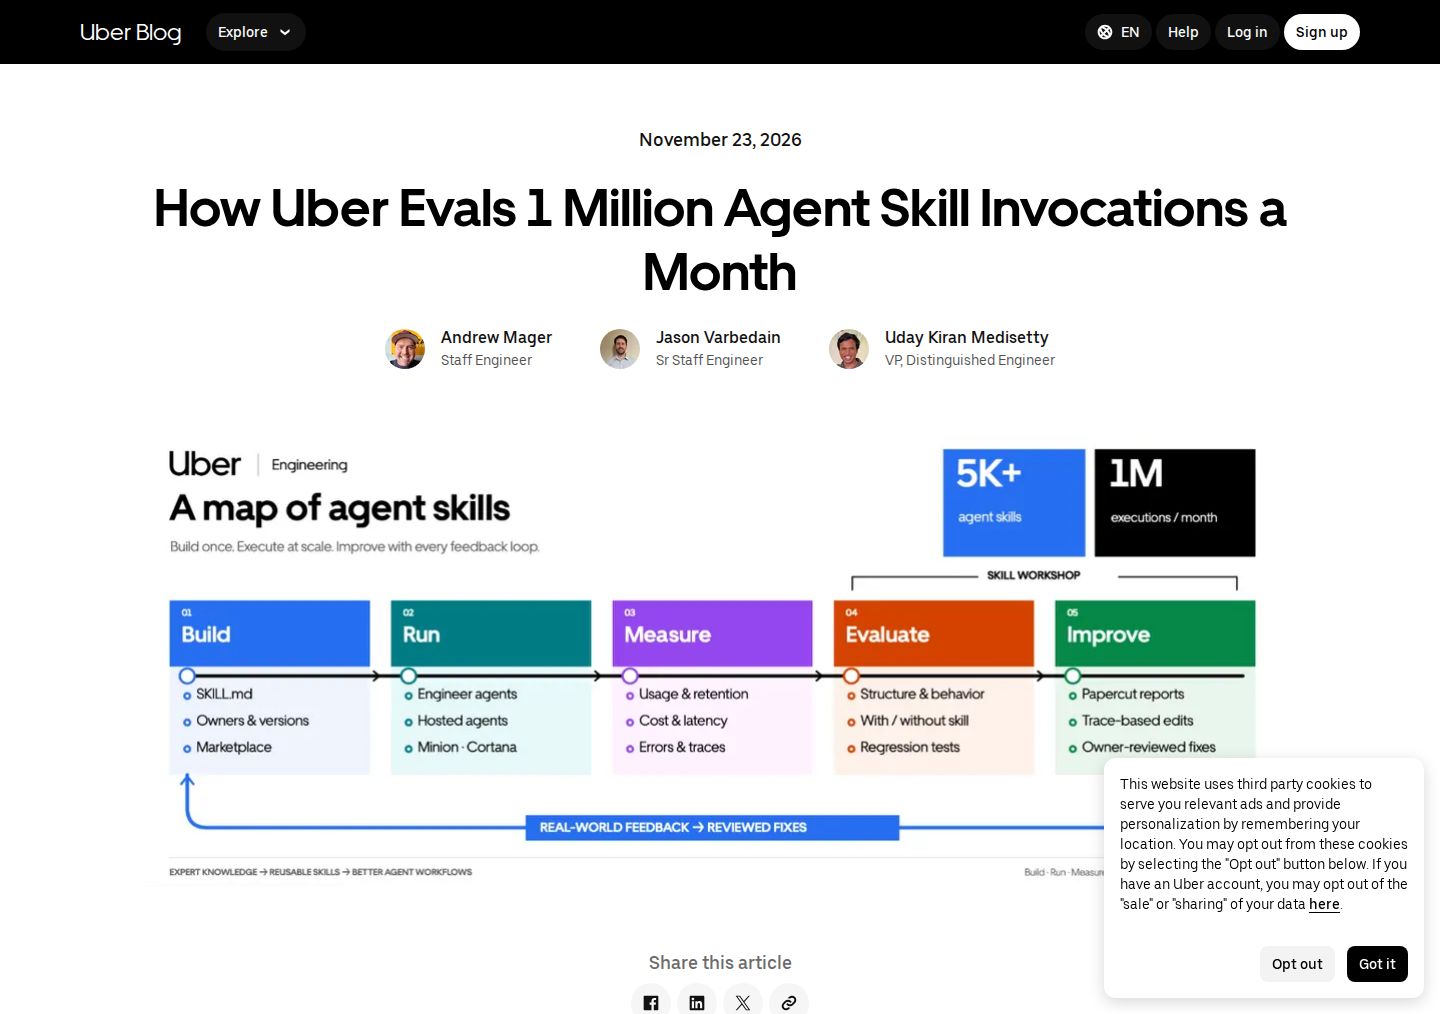 Uber Blog
Explore
EN
Help
Log in
Sign up
November 23, 2026
How Uber Evals 1 Million Agent Skill Invocations a
Month
Andrew Mager
Staff Engineer
Jason Varbedain
Sr Staff Engineer
Uday Kiran Medisetty
VP, Distinguished Engineer
Uber | Engineering
A map of agent skills
Build once. Execute at scale. Improve with every feedback loop.
5K+
agent skills
1M
executions / month
SKILL WORKSHOP
01
Build
SKILL.md
Owners & versions
Marketplace
02
Run
Engineer agents
Hosted agents
Minion · Cortana
03
Measure
Usage & retention
Cost & latency
Errors & traces
04
Evaluate
Structure & behavior
With / without skill
Regression tests
05
Improve
Papercut reports
Trace-based edits
Owner-reviewed fixes
REAL-WORLD FEEDBACK → REVIEWED FIXES
EXPERT KNOWLEDGE → REUSABLE SKILLS → BETTER AGENT WORKFLOWS
Build · Run · Measure
This website uses third party cookies to
serve you relevant ads and provide
personalization by remembering your
location. You may opt out from these cookies
by selecting the "Opt out" button below. If you
have an Uber account, you may opt out of the
"sale" or "sharing" of your data here.
Opt out
Got it
Share this article